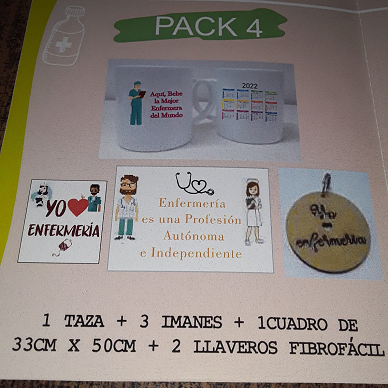 PACK 4
Aquí, Bebe
la Mejor
Enfermera
del Mundo
2022
YO
ENFERMERÍA
Enfermería
es una Profesión
Autónoma
e Independiente
enfermería
1 TAZA + 3 IMANES + 1CUADRO DE
33CM X 50CM + 2 LLAVEROS FIBROFÁCIL